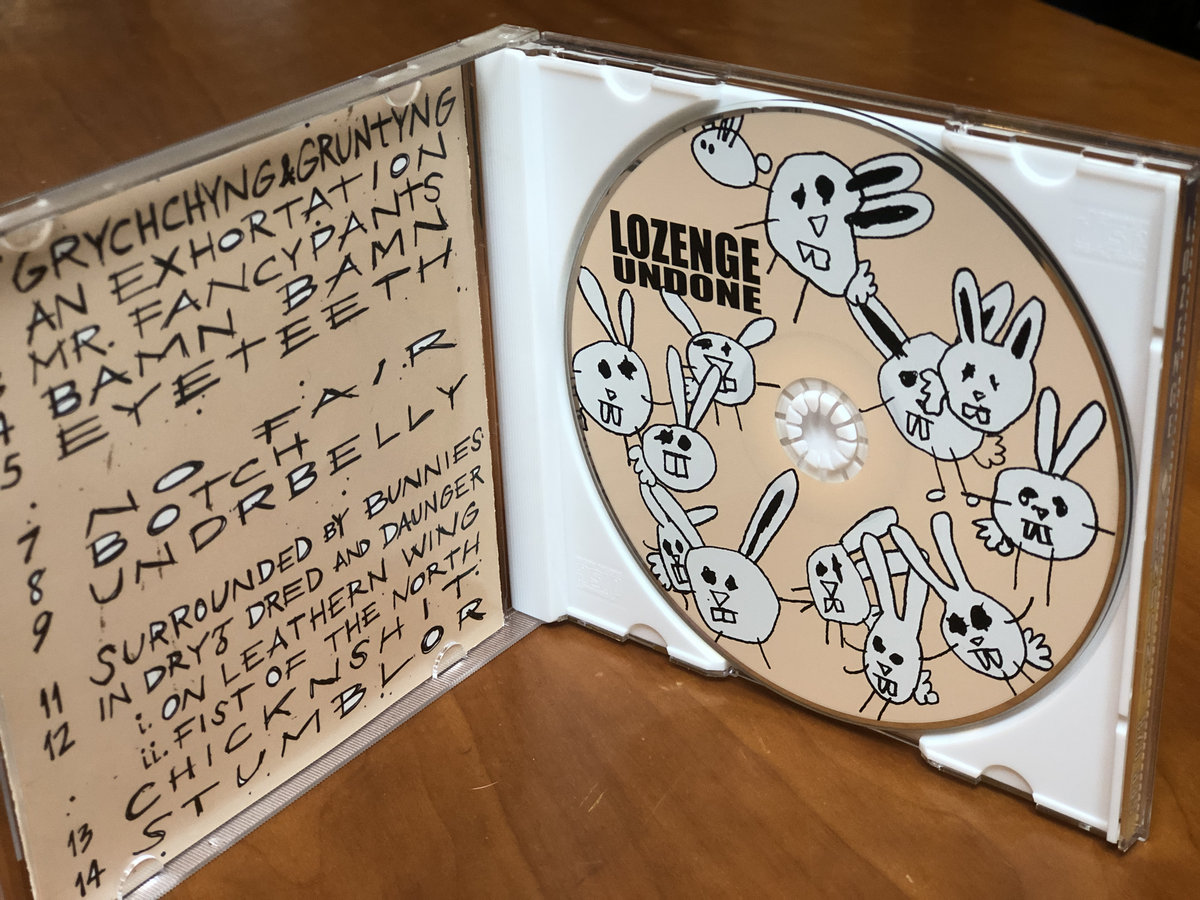 GRYCHCHYNG & GRUNTYNG
AN EXHORTATION
MR. FANCYPANTS
4 BAMN BAMN
5 EYETEETH
7 NO FAIR
8 BOTCH
9 UNDRBELLY
11 SURROUNDED BY BUNNIES
12 IN DRYZ DRED AND DAUNGER
i. ON LEATHERN WING
ii. FIST OF THE NORTH
13 CHICKNSHIT
14 STUMBLOR
LOZENGE
UNDONE